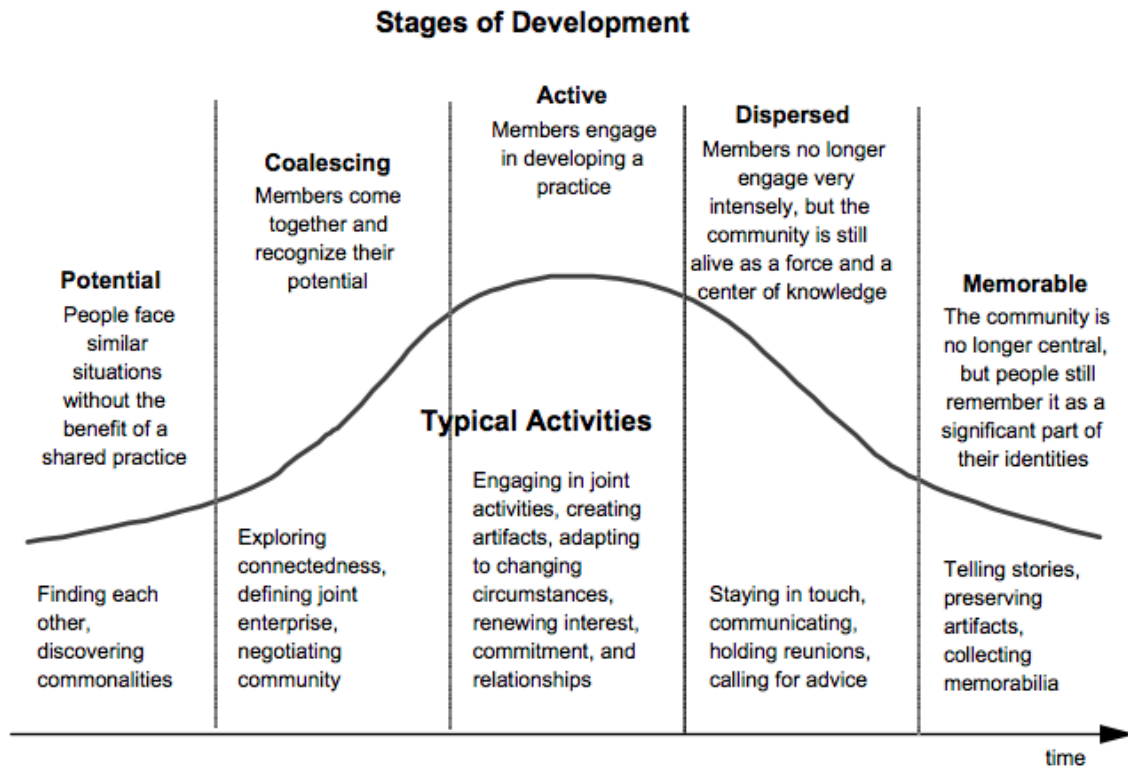 Stages of Development
Potential
People face
similar
situations
without the
benefit of a
shared practice
Coalescing
Members come
together and
recognize their
potential
Active
Members engage
in developing a
practice
Dispersed
Members no longer
engage very
intensely, but the
community is still
alive as a force and a
center of knowledge
Memorable
The community is
no longer central,
but people still
remember it as a
significant part of
their identities
Typical Activities
Finding each
other,
discovering
commonalities
Exploring
connectedness,
defining joint
enterprise,
negotiating
community
Engaging in joint
activities, creating
artifacts, adapting
to changing
circumstances,
renewing interest,
commitment, and
relationships
Staying in touch,
communicating,
holding reunions,
calling for advice
Telling stories,
preserving
artifacts,
collecting
memorabilia
time